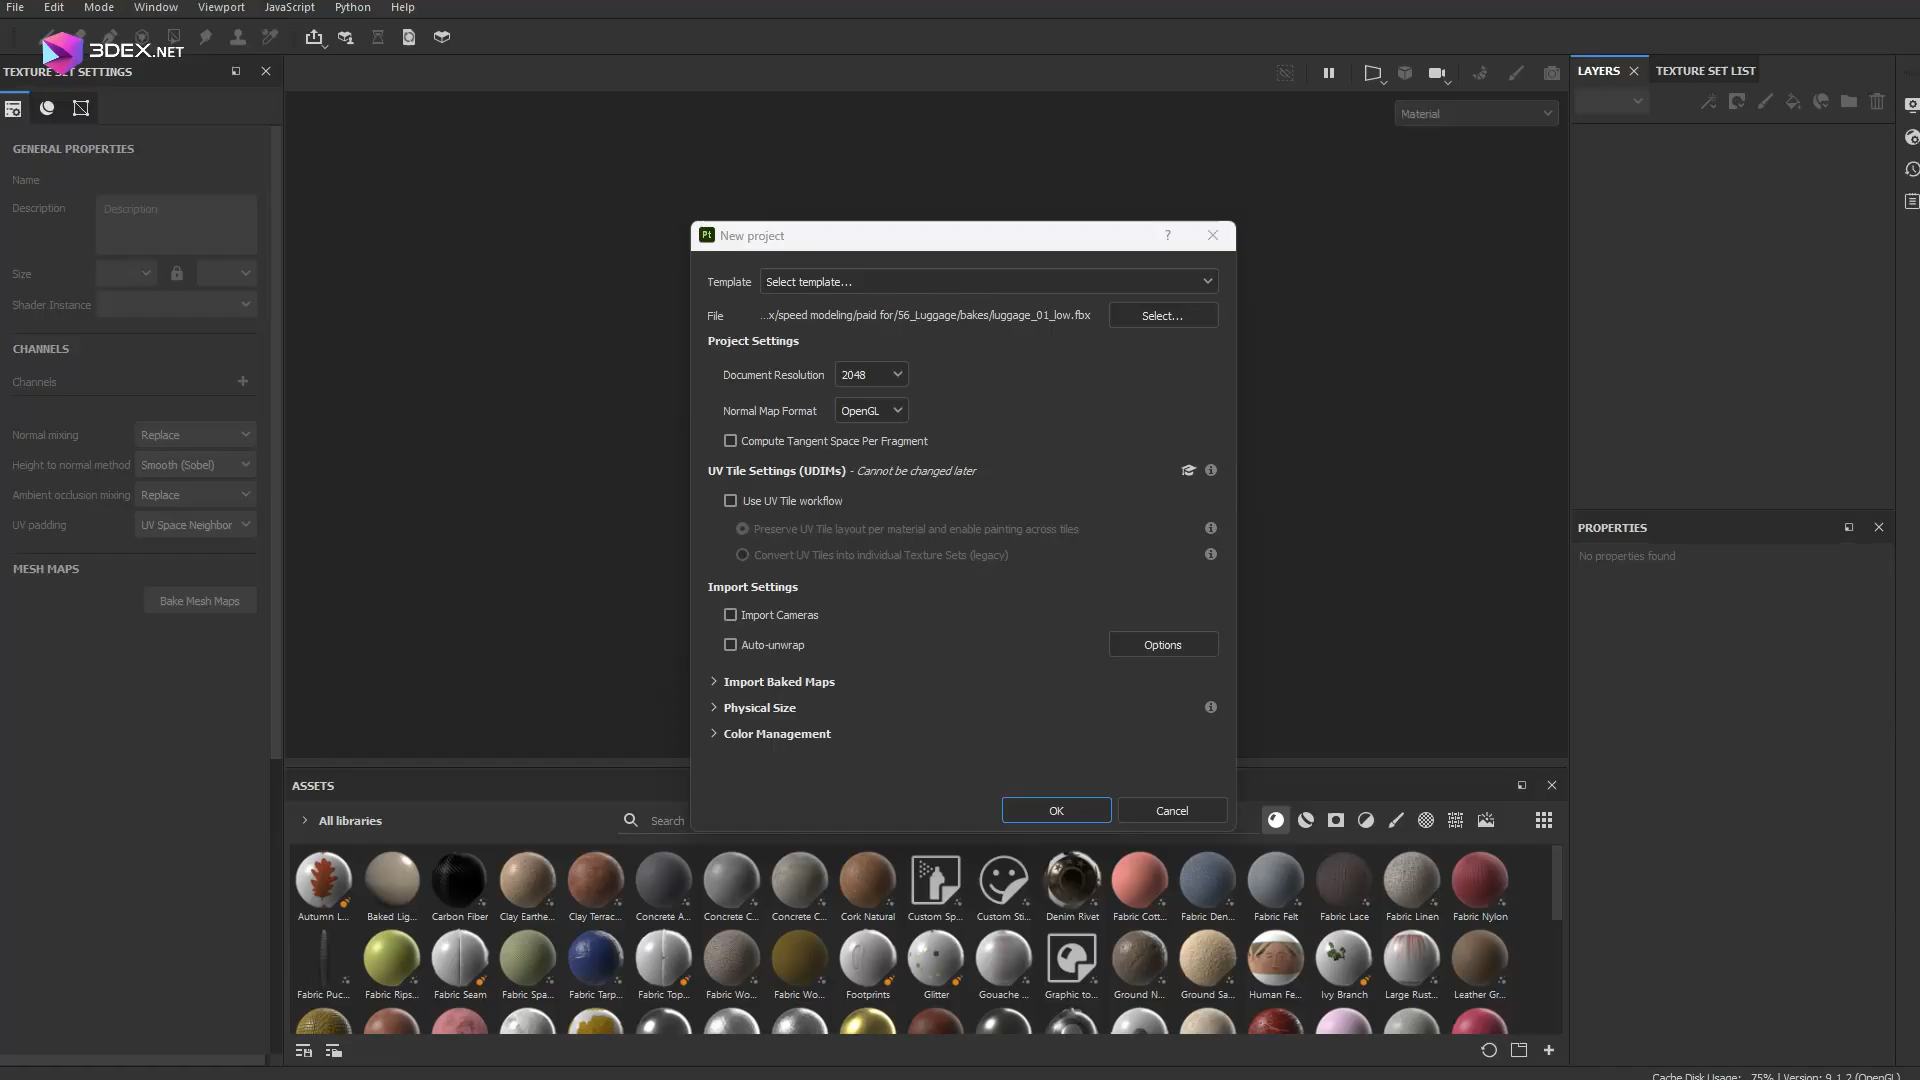 File Edit Mode Window Viewport JavaScript Python Help
3DEX.NET
TEXTURE SET SETTINGS
LAYERS TEXTURE SET LIST
Material
GENERAL PROPERTIES
Name
Description Description
Size
Shader Instance
CHANNELS
Channels
Normal mixing Replace
Height to normal method Smooth (Sobel)
Ambient occlusion mixing Replace
UV padding UV Space Neighbor
MESH MAPS
Bake Mesh Maps
Pt New project ?
Template Select template...
File ...x/speed modeling/paid for/56_Luggage/bakes/luggage_01_low.fbx Select...
Project Settings
Document Resolution 2048
Normal Map Format OpenGL
Compute Tangent Space Per Fragment
UV Tile Settings (UDIMs) - Cannot be changed later
Use UV Tile workflow
Preserve UV Tile layout per material and enable painting across tiles
Convert UV Tiles into individual Texture Sets (legacy)
Import Settings
Import Cameras
Auto-unwrap Options
Import Baked Maps
Physical Size
Color Management
OK Cancel
PROPERTIES
No properties found
ASSETS
All libraries Search
Autumn L... Baked Lig... Carbon Fiber Clay Earthe... Clay Terrac... Concrete A... Concrete C... Concrete C... Cork Natural Custom Sp... Custom Sti... Denim Rivet Fabric Cott... Fabric Den... Fabric Felt Fabric Lace Fabric Linen Fabric Nylon
Fabric Puc... Fabric Rips... Fabric Seam Fabric Spa... Fabric Tarp... Fabric Top... Fabric Wo... Fabric Wo... Footprints Glitter Gouache ... Graphic to... Ground N... Ground Sa... Human Fe... Ivy Branch Large Rust... Leather Gr...
Cache Disk Usage: 75% | Version: 9.1.2 (OpenGL)